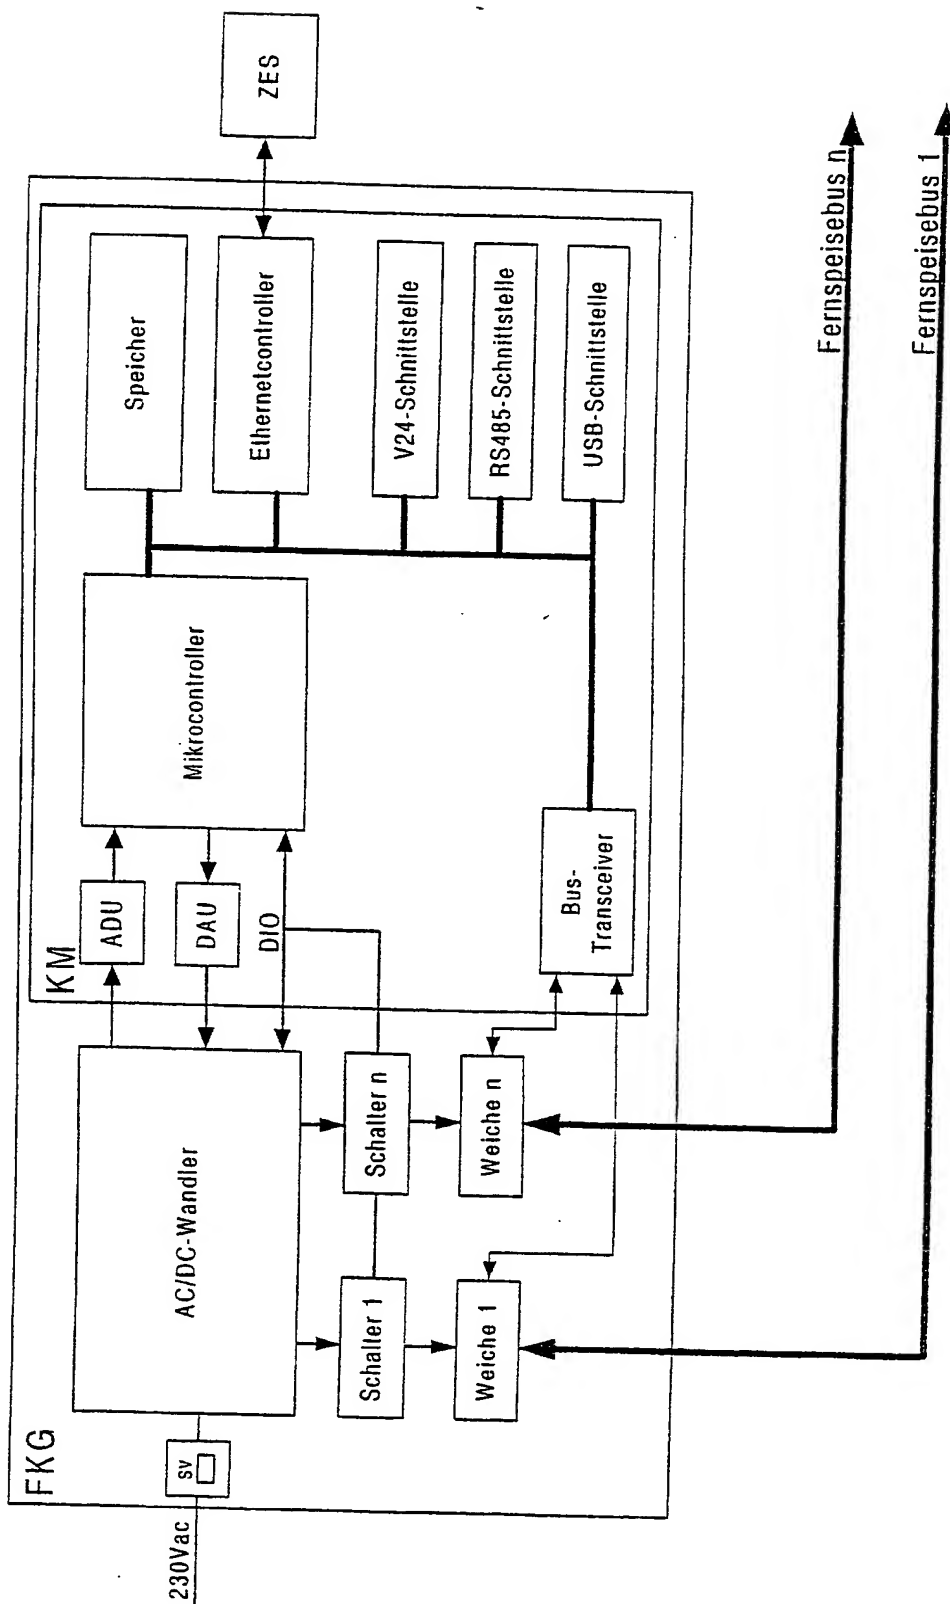 FKG
KM
230Vac
SV
AC/DC-Wandler
ADU
DAU
DIO
Mikrocontroller
Speicher
Ethernetcontroller
ZES
V24-Schnittstelle
RS485-Schnittstelle
USB-Schnittstelle
Schalter 1
Schalter n
Weiche 1
Weiche n
Bus-
Transceiver
Fernspeisebus n
Fernspeisebus 1